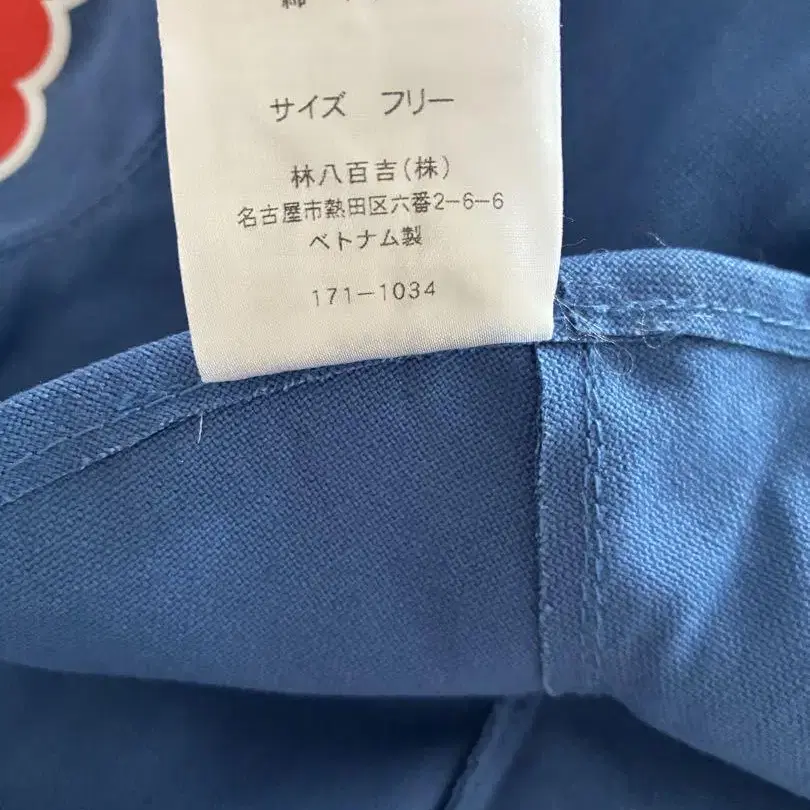 サイズ　フリー
林八百吉(株)
名古屋市熱田区六番2-6-6
ベトナム製
171-1034